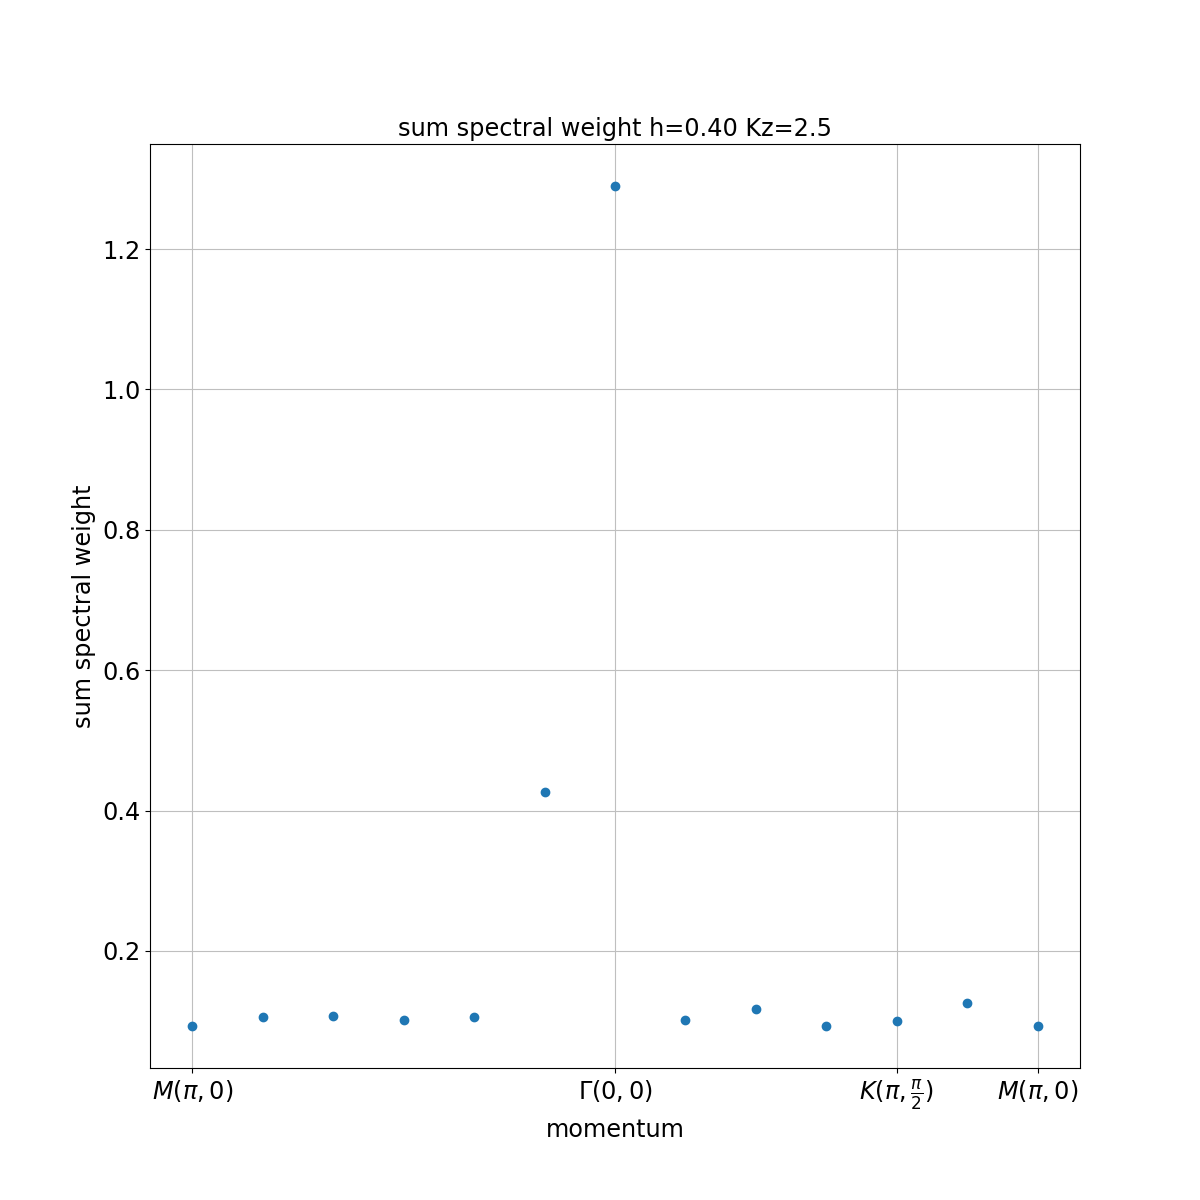 sum spectral weight h=0.40 Kz=2.5
sum spectral weight
1.2
1.0
0.8
0.6
0.4
0.2
M(π, 0)
Γ(0, 0)
K(π, π/2)
M(π, 0)
momentum